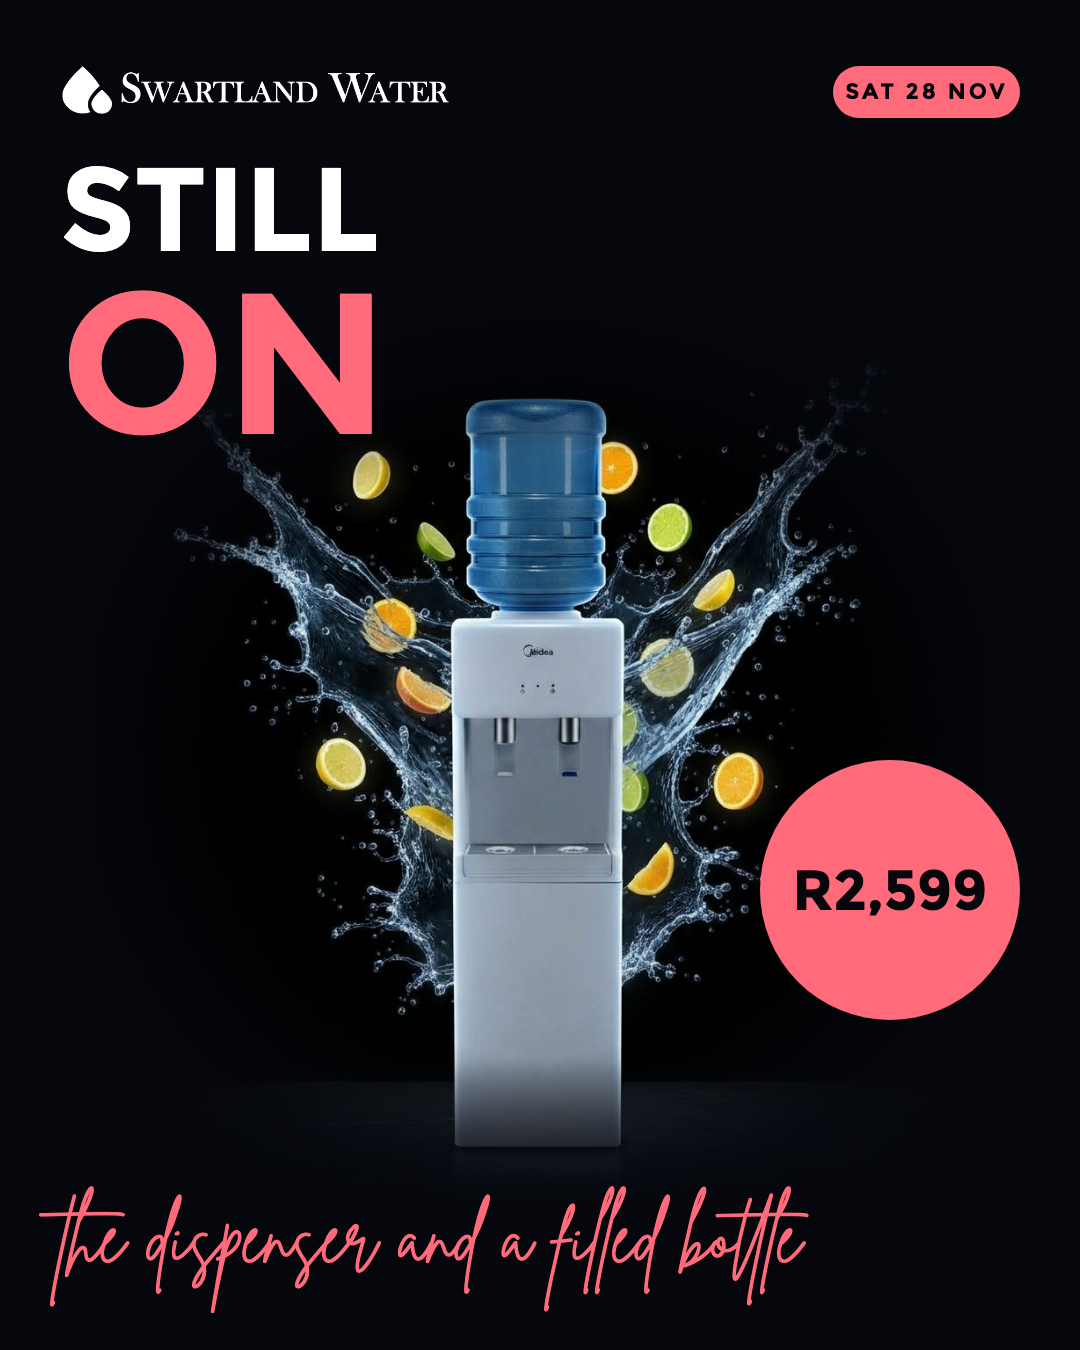 Swartland Water
SAT 28 NOV
STILL
ON
Midea
R2,599
the dispenser and a filled bottle